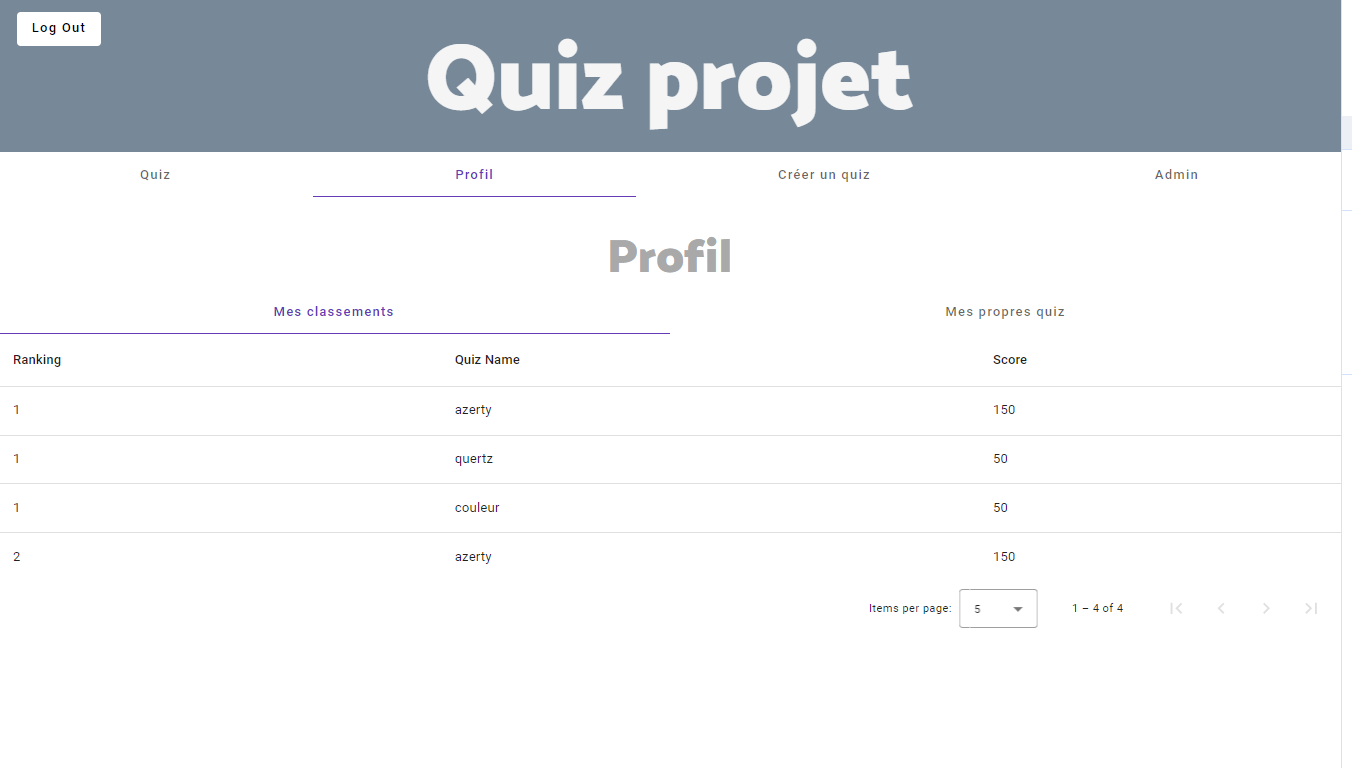 Log Out
Quiz projet
Quiz Profil Créer un quiz Admin
Profil
Mes classements Mes propres quiz
Ranking Quiz Name Score
1 azerty 150
1 quertz 50
1 couleur 50
2 azerty 150
Items per page: 5 1 – 4 of 4